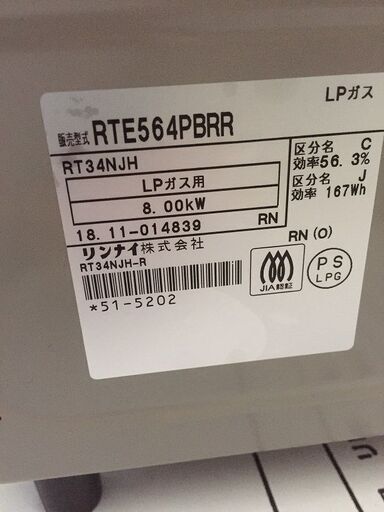 LPガス
販売型式 RTE564PBRR
RT34NJH
LPガス用
8.00kW
18.11-014839 RN
リンナイ株式会社
RT34NJH-R
*51-5202
区分名 C
効率56.3%
区分名 J
効率 167Wh
RN (O)
JIA認証
PS
LPG